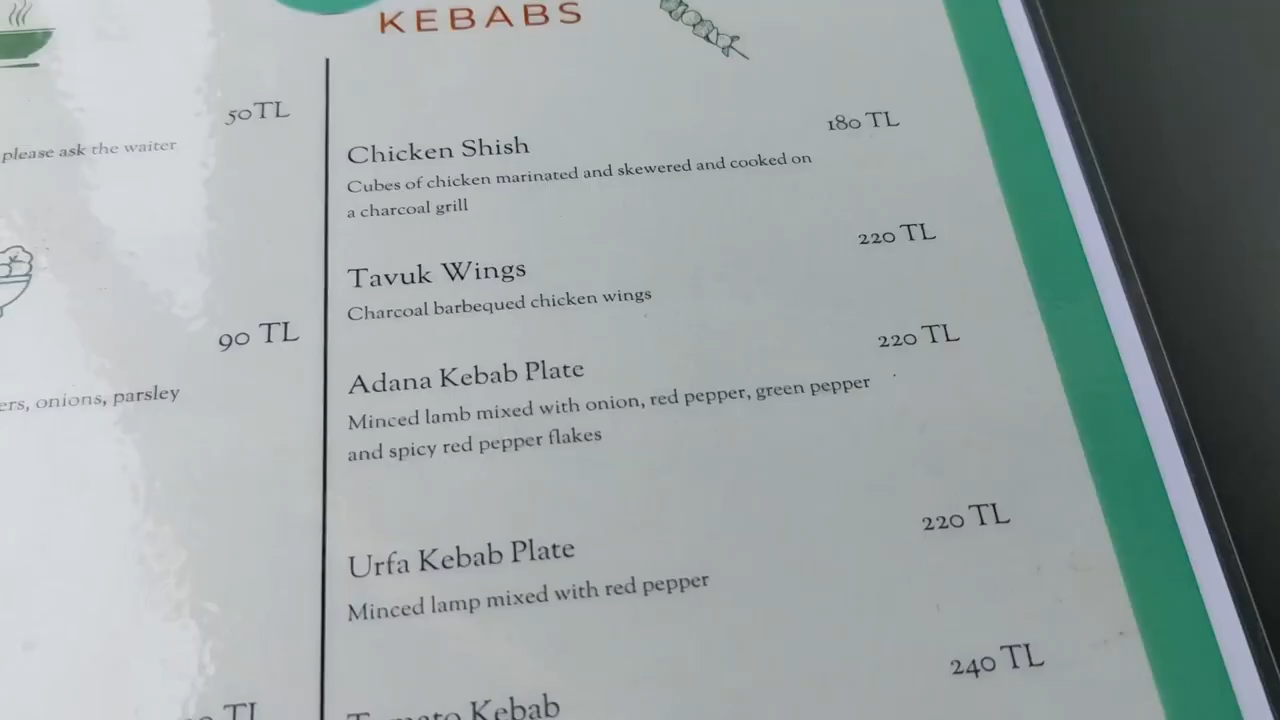 KEBABS
50TL
please ask the waiter
90 TL
onions, parsley
TL
Chicken Shish
180 TL
Cubes of chicken marinated and skewered and cooked on
a charcoal grill
Tavuk Wings
220 TL
Charcoal barbequed chicken wings
Adana Kebab Plate
220 TL
Minced lamb mixed with onion, red pepper, green pepper
and spicy red pepper flakes
Urfa Kebab Plate
220 TL
Minced lamp mixed with red pepper
Kebab
240 TL